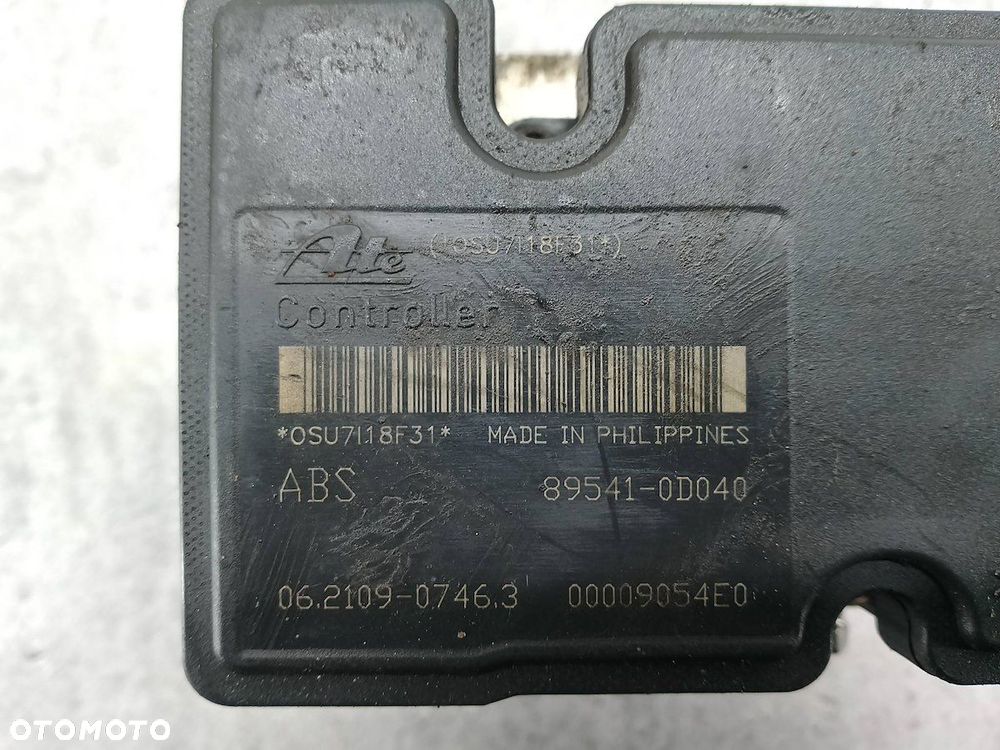 Ate (*OSU7I18F31*)
Controller
*OSU7I18F31* MADE IN PHILIPPINES
ABS 89541-0D040
06.2109-0746.3 00009054E0
OTOMOTO